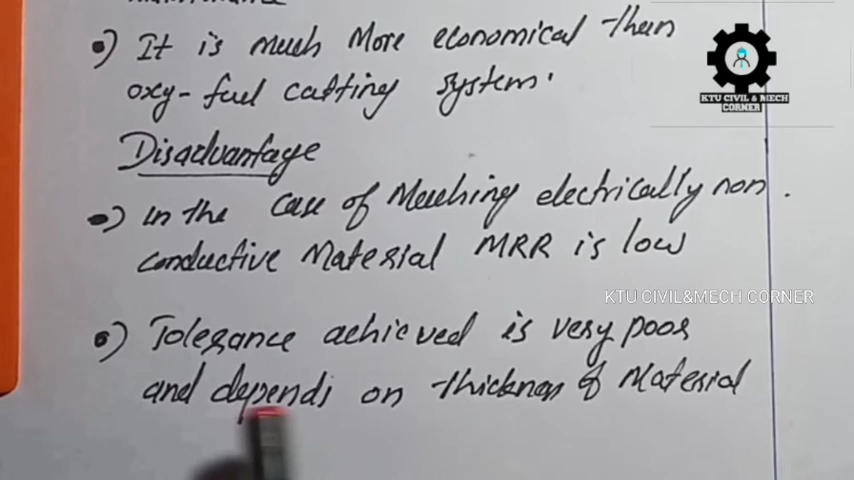 •) It is much More economical than
oxy-fuel cutting system.
KTU CIVIL & MECH
CORNER
Disadvantage
•) in the case of Meching electrically non.
conductive Material MRR is low
KTU CIVIL&MECH CORNER
•) Tolerance achieved is very poor
and depends on thickness of Material